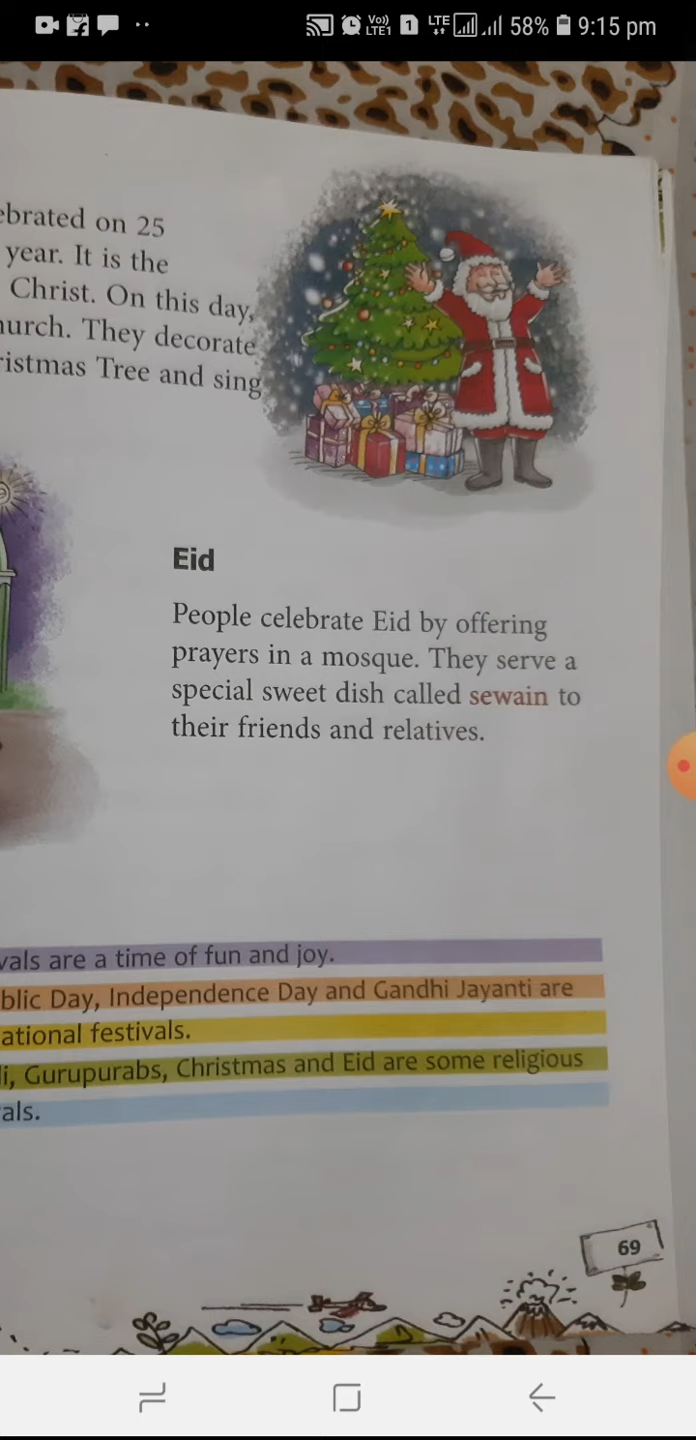 58% 9:15 pm
ebrated on 25
year. It is the
Christ. On this day,
hurch. They decorate
ristmas Tree and sing
Eid
People celebrate Eid by offering
prayers in a mosque. They serve a
special sweet dish called sewain to
their friends and relatives.
vals are a time of fun and joy.
blic Day, Independence Day and Gandhi Jayanti are
ational festivals.
li, Gurupurabs, Christmas and Eid are some religious
als.
69